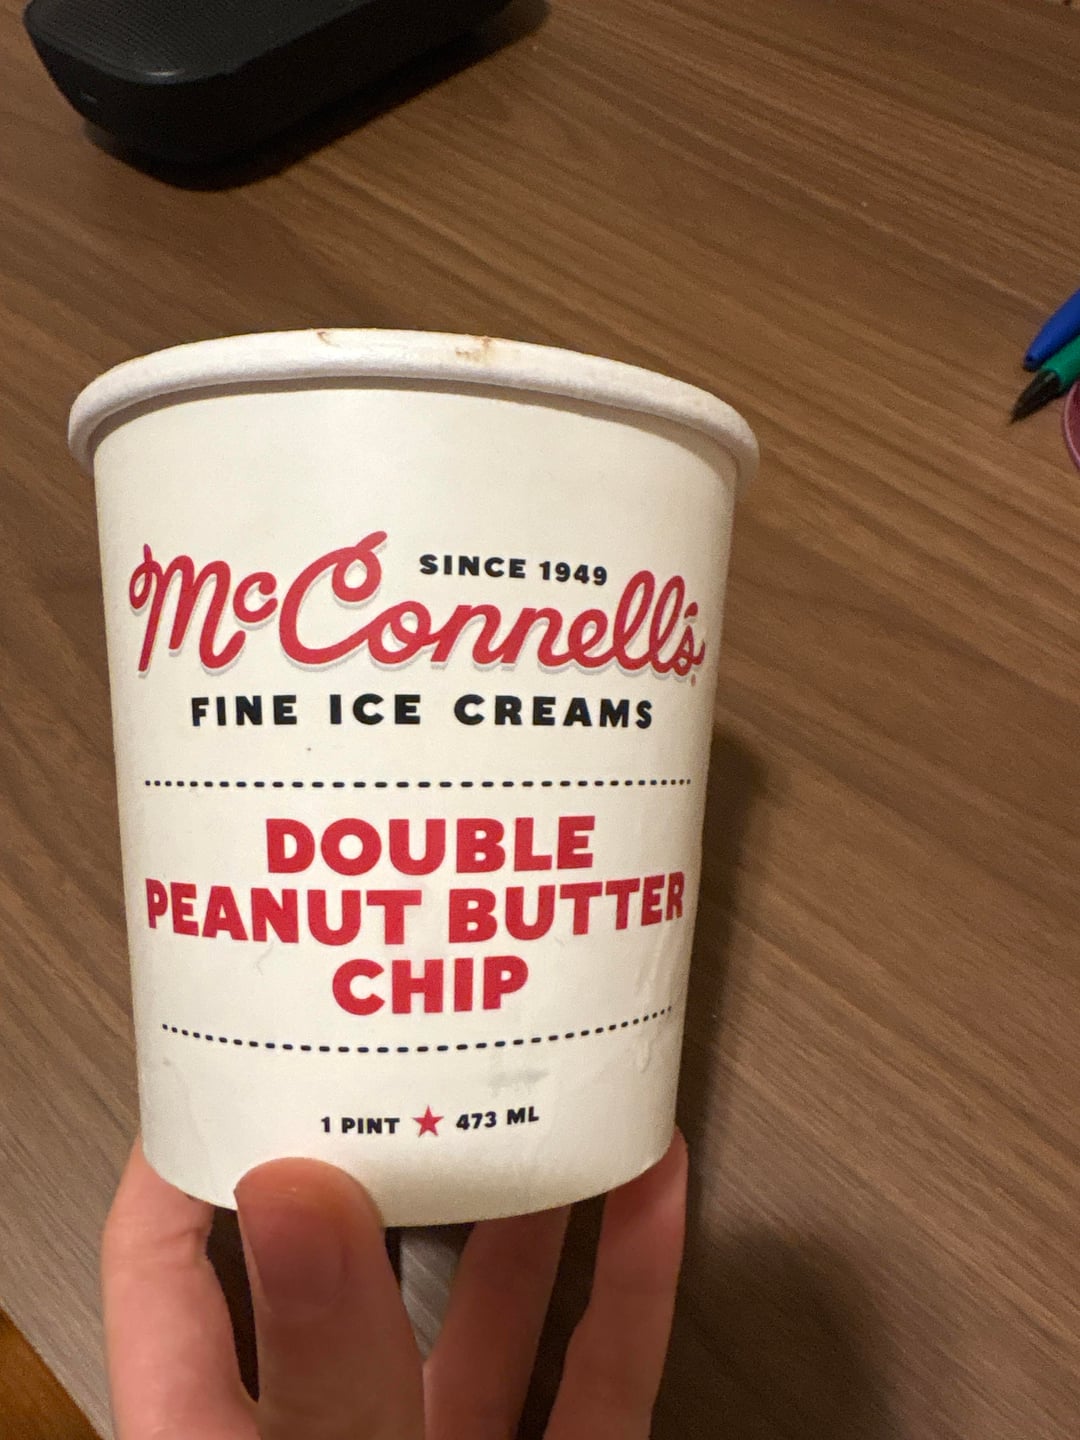 SINCE 1949
McConnell's
FINE ICE CREAMS
DOUBLE
PEANUT BUTTER
CHIP
1 PINT ★ 473 ML